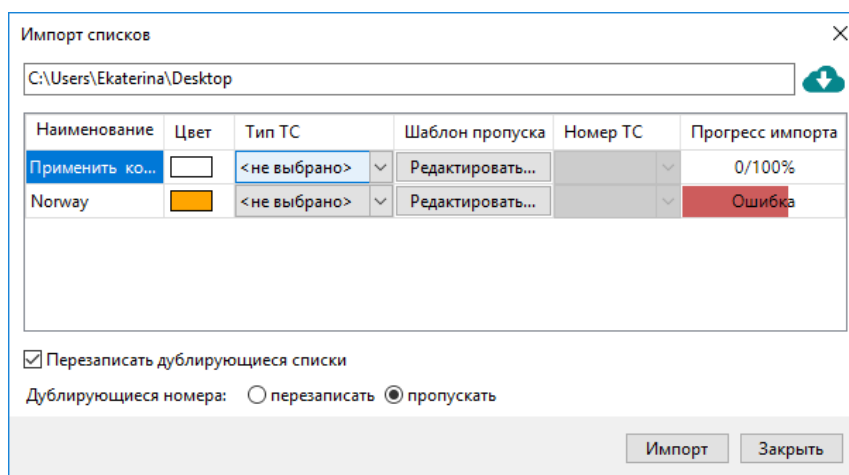 Импорт списков
C:\Users\Ekaterina\Desktop
Наименование Цвет Тип ТС Шаблон пропуска Номер ТС Прогресс импорта
Применить ко... <не выбрано> Редактировать... 0/100%
Norway <не выбрано> Редактировать... Ошибка
Перезаписать дублирующиеся списки
Дублирующиеся номера: перезаписать пропускать
Импорт Закрыть